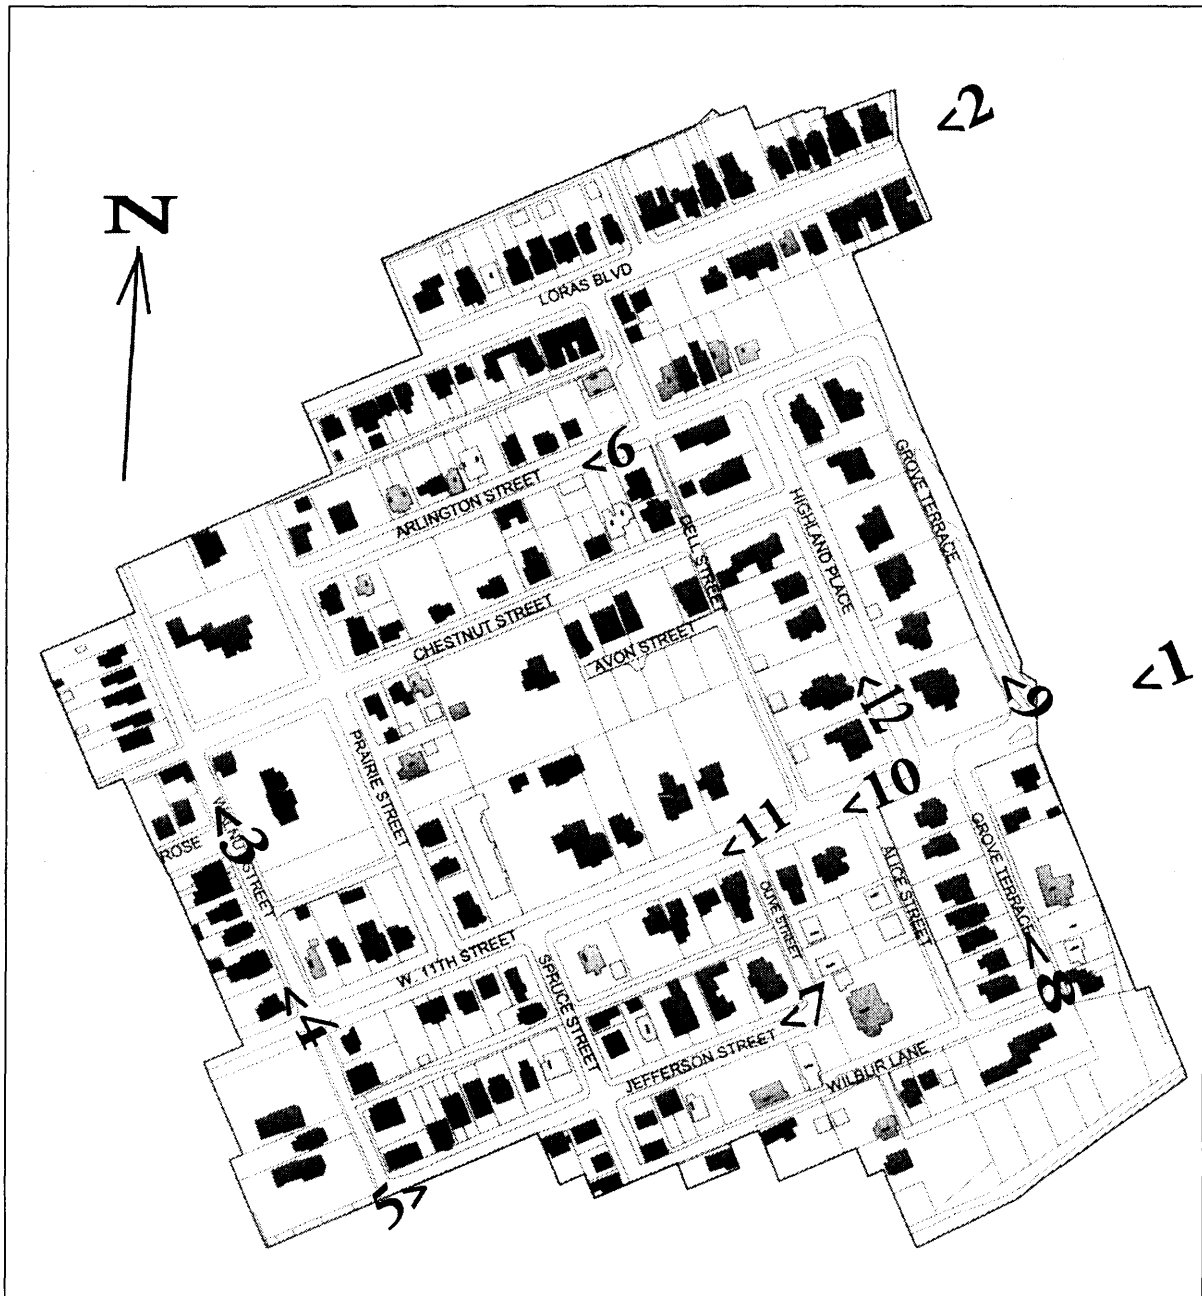 <2
N
LORAS BLVD
<6
ARLINGTON STREET
GROVE TERRACE
HIGHLAND PLACE
BELL STREET
CHESTNUT STREET
AVON STREET
<1
<9
<12
PRAIRIE STREET
<10
<3
STREET
ROSE
<11
GROVE TERRACE
ALICE STREET
OLIVE STREET
W. 11TH STREET
SPRUCE STREET
<8
<4>
<7
JEFFERSON STREET
WILBUR LANE
5>